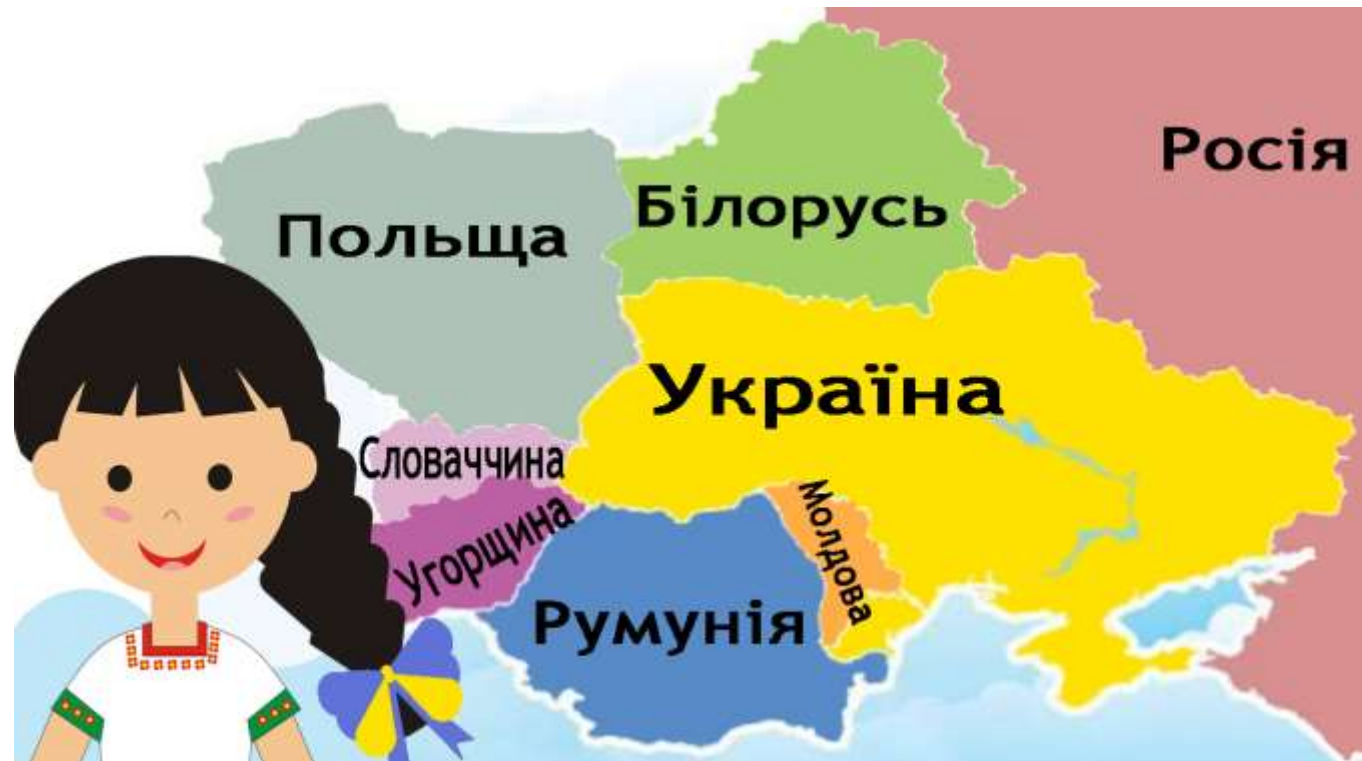 Росія
Білорусь
Польща
Україна
Словаччина
Угорщина
Молдова
Румунія